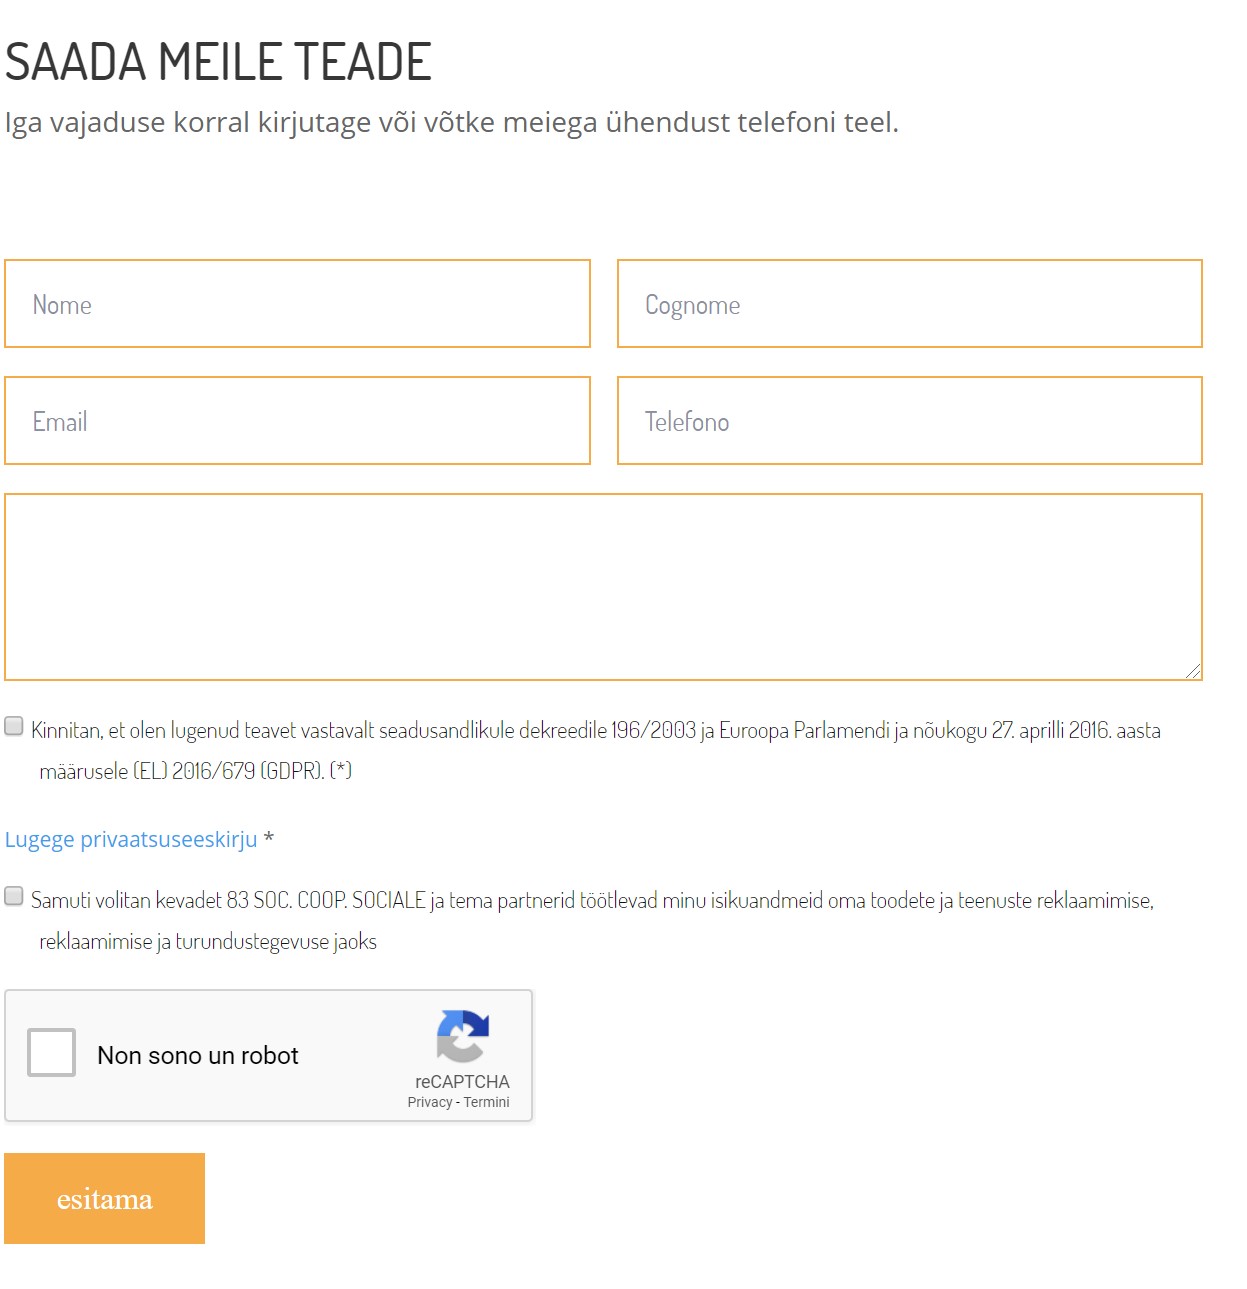 SAADA MEILE TEADE
Iga vajaduse korral kirjutage või võtke meiega ühendust telefoni teel.
Nome
Cognome
Email
Telefono
Kinnitan, et olen lugenud teavet vastavalt seadusandlikule dekreedile 196/2003 ja Euroopa Parlamendi ja nõukogu 27. aprilli 2016. aasta
määrusele (EL) 2016/679 (GDPR). (*)
Lugege privaatsuseeskirju *
Samuti volitan kevadet 83 SOC. COOP. SOCIALE ja tema partnerid töötlevad minu isikuandmeid oma toodete ja teenuste reklaamimise,
reklaamimise ja turundustegevuse jaoks
Non sono un robot
reCAPTCHA
Privacy - Termini
esitama